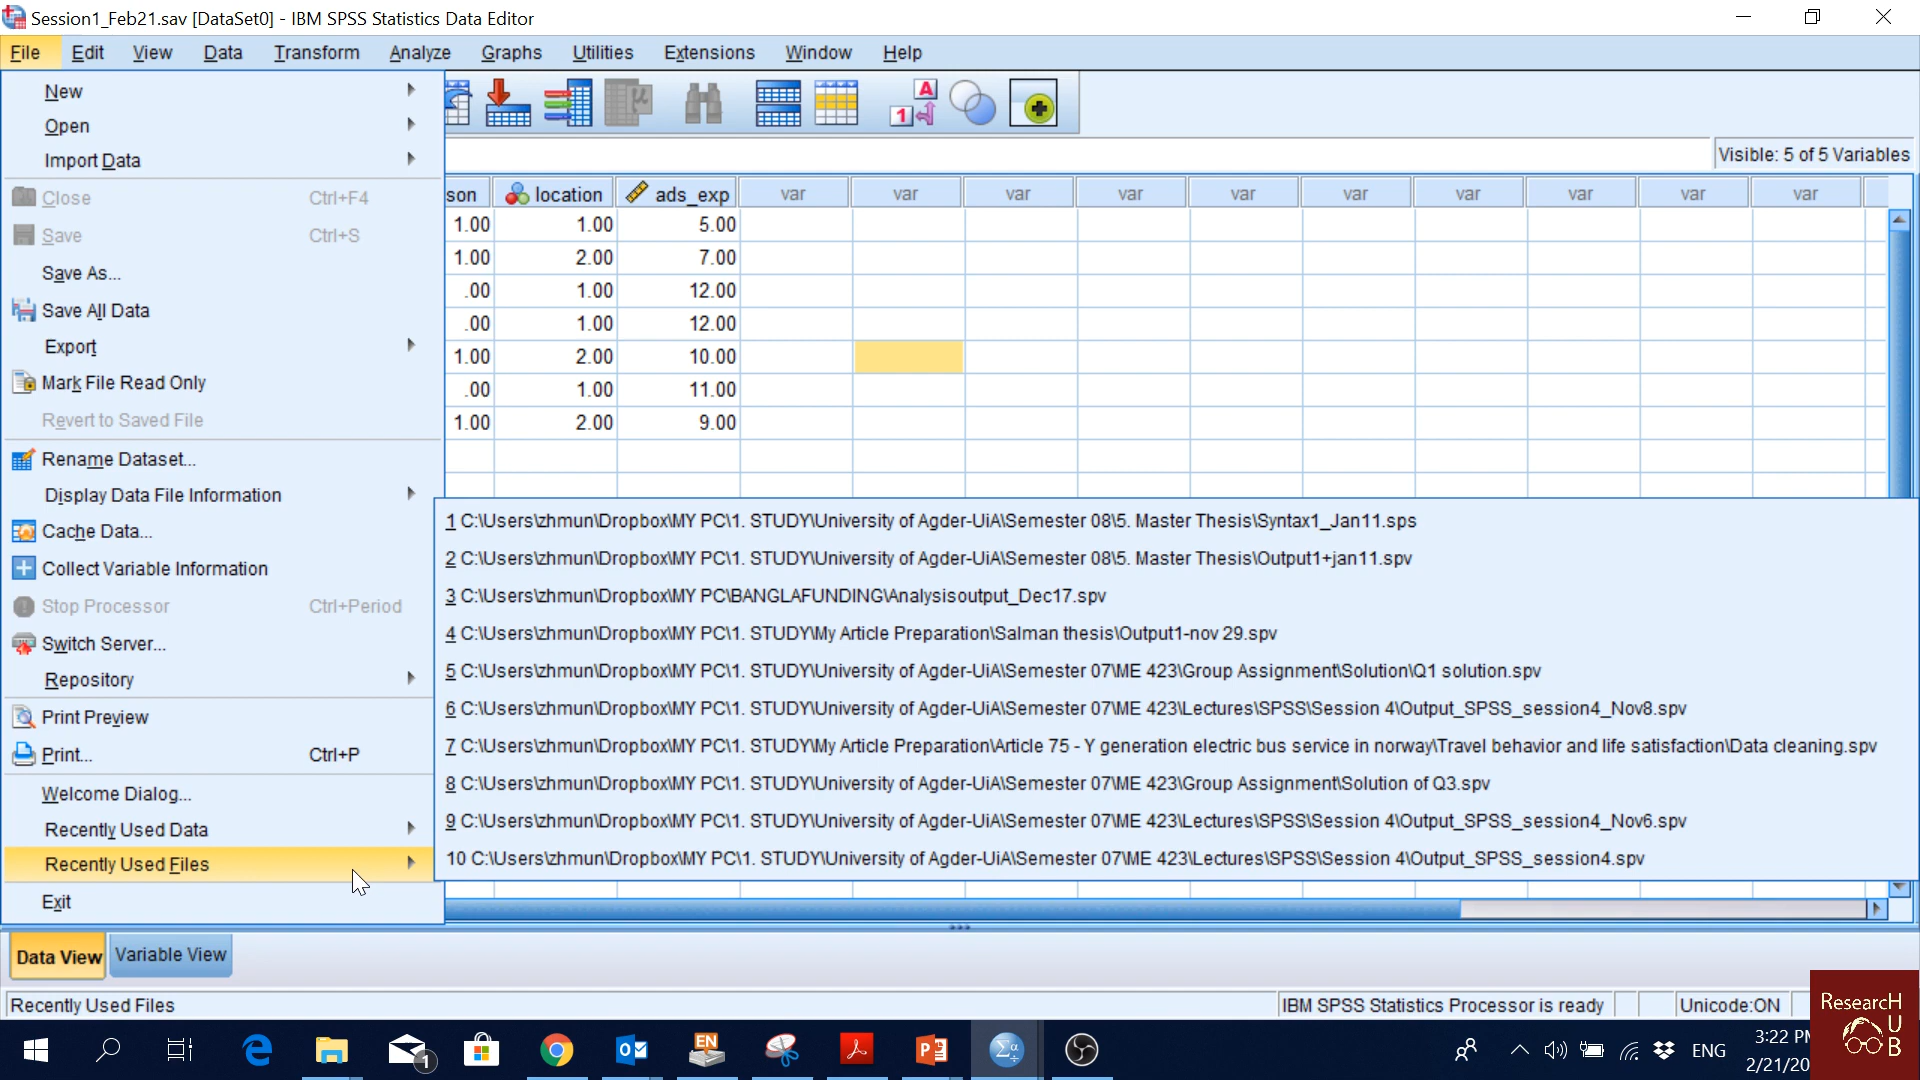 Session1_Feb21.sav [DataSet0] - IBM SPSS Statistics Data Editor
File Edit View Data Transform Analyze Graphs Utilities Extensions Window Help
New
Open
Import Data
Close Ctrl+F4
Save Ctrl+S
Save As...
Save All Data
Export
Mark File Read Only
Revert to Saved File
Rename Dataset...
Display Data File Information
Cache Data...
Collect Variable Information
Stop Processor Ctrl+Period
Switch Server...
Repository
Print Preview
Print... Ctrl+P
Welcome Dialog...
Recently Used Data
Recently Used Files
Exit
Visible: 5 of 5 Variables
son location ads_exp var var var var var var var var var var
1.00 1.00 5.00
1.00 2.00 7.00
.00 1.00 12.00
.00 1.00 12.00
1.00 2.00 10.00
.00 1.00 11.00
1.00 2.00 9.00
1 C:\Users\zhmun\Dropbox\MY PC\1. STUDY\University of Agder-UiA\Semester 08\5. Master Thesis\Syntax1_Jan11.sps
2 C:\Users\zhmun\Dropbox\MY PC\1. STUDY\University of Agder-UiA\Semester 08\5. Master Thesis\Output1+jan11.spv
3 C:\Users\zhmun\Dropbox\MY PC\BANGLAFUNDING\Analysisoutput_Dec17.spv
4 C:\Users\zhmun\Dropbox\MY PC\1. STUDY\My Article Preparation\Salman thesis\Output1-nov 29.spv
5 C:\Users\zhmun\Dropbox\MY PC\1. STUDY\University of Agder-UiA\Semester 07\ME 423\Group Assignment\Solution\Q1 solution.spv
6 C:\Users\zhmun\Dropbox\MY PC\1. STUDY\University of Agder-UiA\Semester 07\ME 423\Lectures\SPSS\Session 4\Output_SPSS_session4_Nov8.spv
7 C:\Users\zhmun\Dropbox\MY PC\1. STUDY\My Article Preparation\Article 75 - Y generation electric bus service in norway\Travel behavior and life satisfaction\Data cleaning.spv
8 C:\Users\zhmun\Dropbox\MY PC\1. STUDY\University of Agder-UiA\Semester 07\ME 423\Group Assignment\Solution of Q3.spv
9 C:\Users\zhmun\Dropbox\MY PC\1. STUDY\University of Agder-UiA\Semester 07\ME 423\Lectures\SPSS\Session 4\Output_SPSS_session4_Nov6.spv
10 C:\Users\zhmun\Dropbox\MY PC\1. STUDY\University of Agder-UiA\Semester 07\ME 423\Lectures\SPSS\Session 4\Output_SPSS_session4.spv
Data View Variable View
Recently Used Files IBM SPSS Statistics Processor is ready Unicode:ON
ENG
3:22 P
2/21/20
ResearcH
U
B